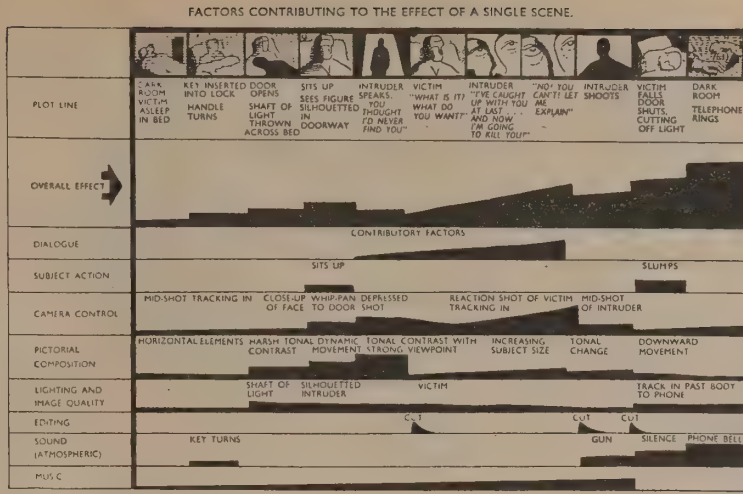 FACTORS CONTRIBUTING TO THE EFFECT OF A SINGLE SCENE.
PLOT LINE
DARK
ROOM
VICTIM
ASLEEP
IN BED
KEY INSERTED
INTO LOCK
HANDLE
TURNS
DOOR
OPENS
SHAFT OF
LIGHT
THROWN
ACROSS BED
SITS UP
SEES FIGURE
SILHOUETTED
IN
DOORWAY
INTRUDER
SPEAKS.
YOU
THOUGHT
I'D NEVER
FIND YOU"
VICTIM
"WHAT IS IT?
WHAT DO
YOU WANT?"
INTRUDER
"I'VE CAUGHT
UP WITH YOU
AT LAST ...
AND NOW
I'M GOING
TO KILL YOU!"
"NO! YOU
CAN'T! LET
ME
EXPLAIN"
INTRUDER
SHOOTS
VICTIM
FALLS
DOOR
SHUTS,
CUTTING
OFF LIGHT
DARK
ROOM
TELEPHONE
RINGS
OVERALL EFFECT
CONTRIBUTORY FACTORS
DIALOGUE
SUBJECT ACTION
SITS UP
SLUMPS
CAMERA CONTROL
MID-SHOT TRACKING IN
CLOSE-UP
OF FACE
WHIP-PAN
TO DOOR
DEPRESSED
SHOT
REACTION SHOT OF VICTIM
TRACKING IN
MID-SHOT
OF INTRUDER
PICTORIAL
COMPOSITION
HORIZONTAL ELEMENTS
HARSH TONAL
CONTRAST
DYNAMIC
MOVEMENT
TONAL CONTRAST WITH
STRONG VIEWPOINT
INCREASING
SUBJECT SIZE
TONAL
CHANGE
DOWNWARD
MOVEMENT
LIGHTING AND
IMAGE QUALITY
SHAFT OF
LIGHT
SILHOUETTED
INTRUDER
VICTIM
TRACK IN PAST BODY
TO PHONE
EDITING
CUT
CUT
CUT
SOUND
(ATMOSPHERIC)
KEY TURNS
GUN
SILENCE
PHONE BELL
MUSIC